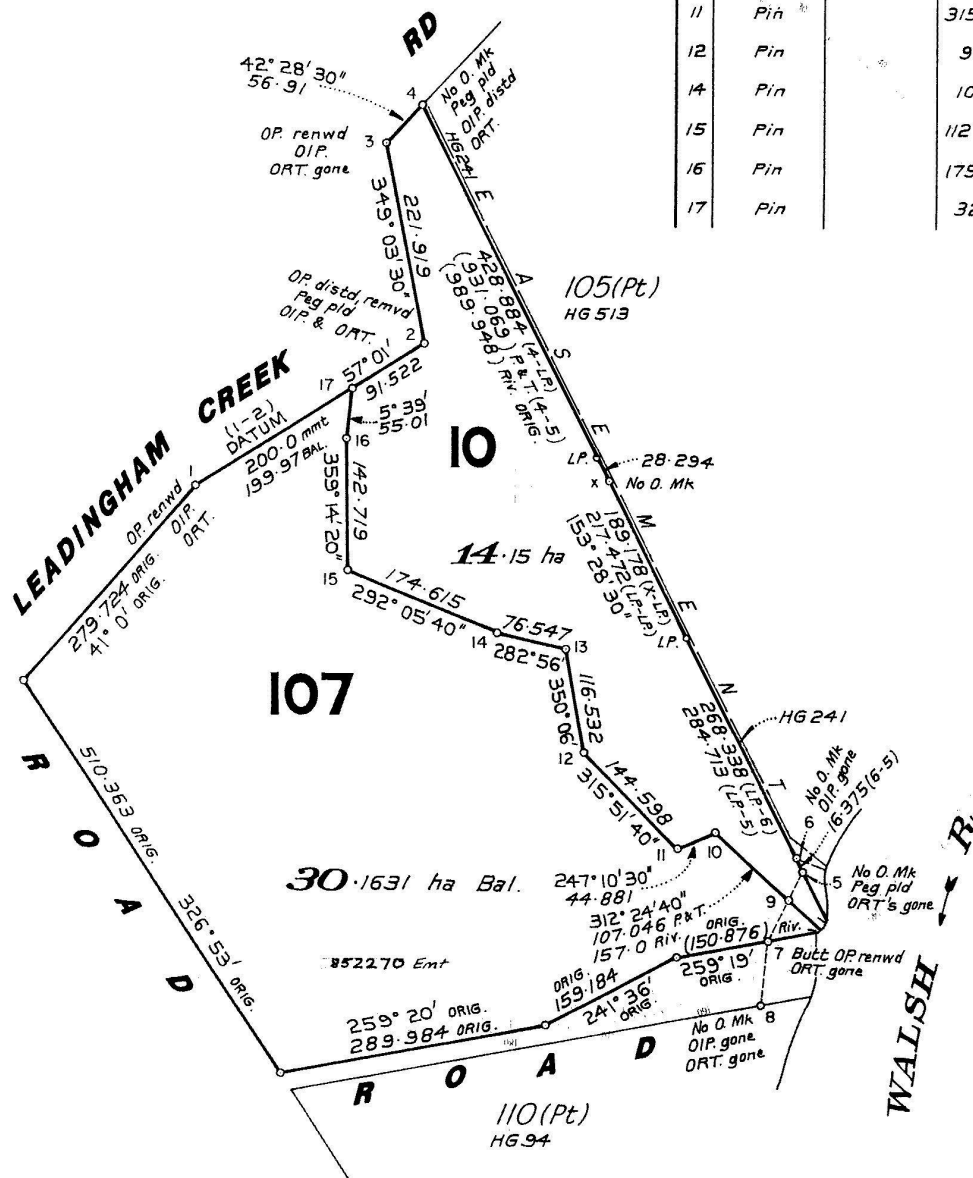 11 Pin 315
12 Pin 9
14 Pin 10
15 Pin 112
16 Pin 175
17 Pin 32
RD
42° 28' 30"
56·91
4
No O. Mk
Peg pld
OIP. distd
ORT.
OP. renwd
OIP.
ORT. gone
3
HG 241
349° 03' 30"
221·919
EASEMENT
105(Pt)
HG 513
428·884 (4-LP.)
(931·069) P. & T. (4-5)
(989·948) Riv. ORIG.
OP. distd, remvd
Peg pld
OIP. & ORT.
2
LEADINGHAM CREEK
17
57° 01'
91·522
(1-2)
DATUM
200·0 mmt
199·97 BAL.
5° 39'
55·01
16
10
LP.
28·294
x
No O. Mk
1
OP. renwd
OIP.
ORT.
359° 14' 20"
142·719
14·15 ha
189·178 (X-LP.)
217·472 (LP-LP.)
153° 28' 30"
279·724 ORIG.
41° 0' ORIG.
15
174·615
292° 05' 40"
14
76·547
282° 56'
13
LP.
107
350° 06'
116·532
HG 241
12
268·338 (LP-6)
284·713 (LP-5)
No O. Mk
OIP. gone
6
16·375 (6-5)
ROAD
510·363 ORIG.
326° 53' ORIG.
144·598
315° 51' 40"
11
10
5
No O. Mk
Peg pld
ORT's gone
30·1631 ha Bal.
247° 10' 30"
44·881
312° 24' 40"
107·046 P. & T.
157·0 Riv. ORIG.
9
Riv.
(150·876)
259° 19'
ORIG.
7
Butt OP. renwd
ORT. gone
852270 Emt
ORIG.
159·184
241° 36'
ORIG.
259° 20' ORIG.
289·984 ORIG.
8
No O. Mk
OIP. gone
ORT. gone
ROAD
WALSH
110(Pt)
HG 94